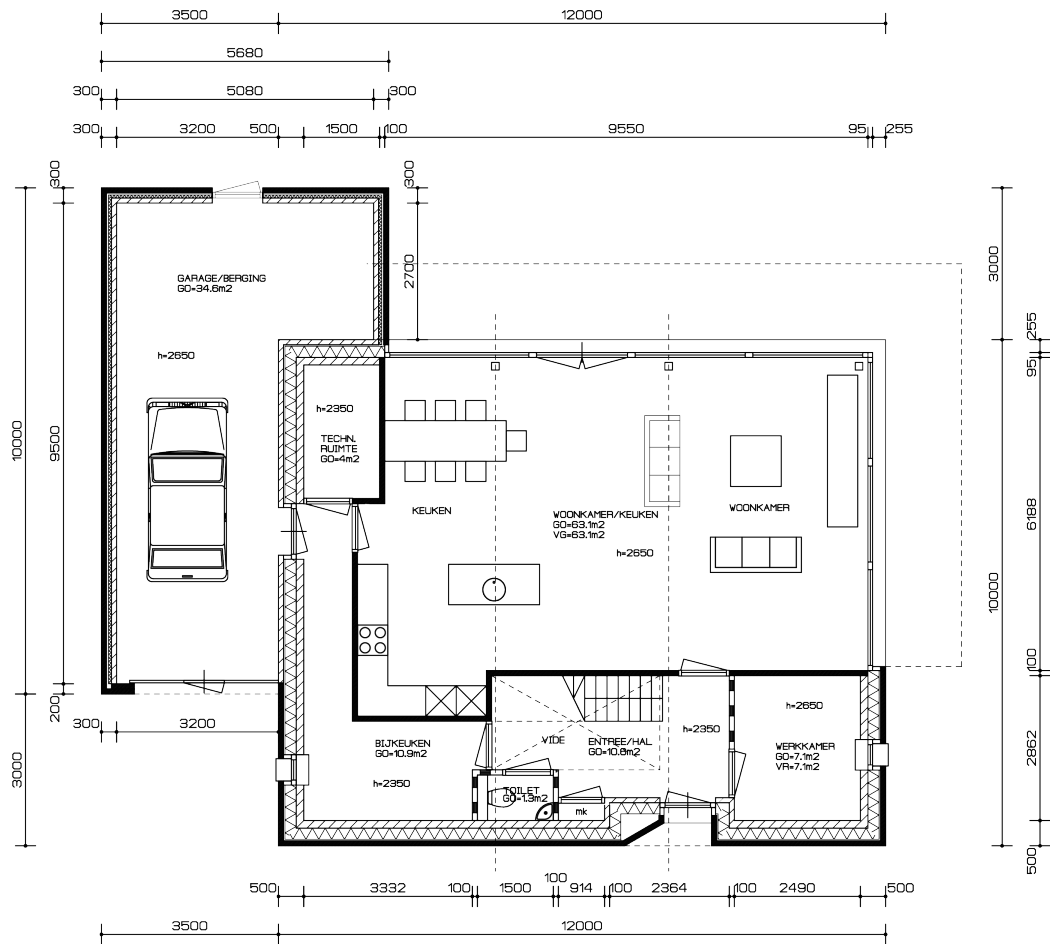 3500 12000
5680
300 5080 300
300 3200 500 1500 100 9550 95 255
300
300
GARAGE/BERGING
GO=34.6m2
2700
3000
h=2650
255
95
h=2350
TECHN.
RUIMTE
GO=4m2
10000
9500
KEUKEN
WOONKAMER/KEUKEN
GO=63.1m2
VG=63.1m2
h=2650
WOONKAMER
6188
10000
100
200
300 3200
3000
BIJKEUKEN
GO=10.9m2
h=2350
VIDE
ENTREE/HAL
GO=10.8m2
h=2350
h=2650
WERKKAMER
GO=7.1m2
VR=7.1m2
2862
TOILET
GO=1.3m2
mk
500
500 3332 100 1500 100 914 100 2364 100 2490 500
3500 12000